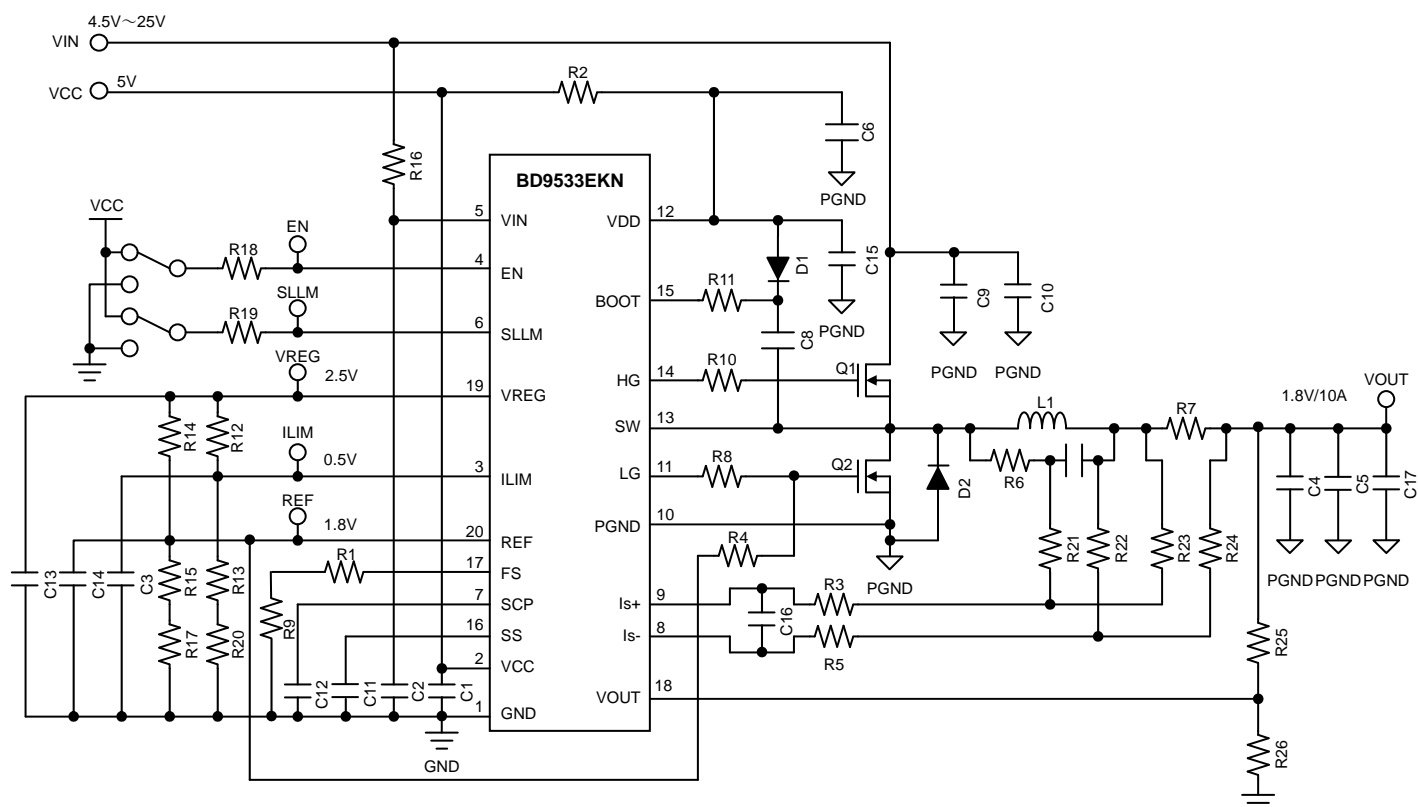 4.5V～25V
VIN
VCC
5V
R2
C6
PGND
R16
BD9533EKN
VCC
EN
R18
SLLM
R19
5
VIN
4
EN
6
SLLM
VDD
12
D1
C15
PGND
R11
BOOT
15
C8
C9
C10
PGND
PGND
VREG
2.5V
19
VREG
HG
14
R10
Q1
R14
R12
SW
13
L1
R7
1.8V/10A
VOUT
ILIM
0.5V
3
ILIM
LG
11
R8
Q2
D2
R6
C4
C5
C17
PGND
PGND
PGND
REF
1.8V
20
REF
PGND
10
PGND
R4
R21
R22
R23
R24
C13
C14
C3
R15
R13
R1
17
FS
R9
7
SCP
Is+
9
C16
R3
R17
R20
16
SS
Is-
8
R5
R25
2
VCC
C12
C11
C2
C1
VOUT
18
1
GND
GND
R26